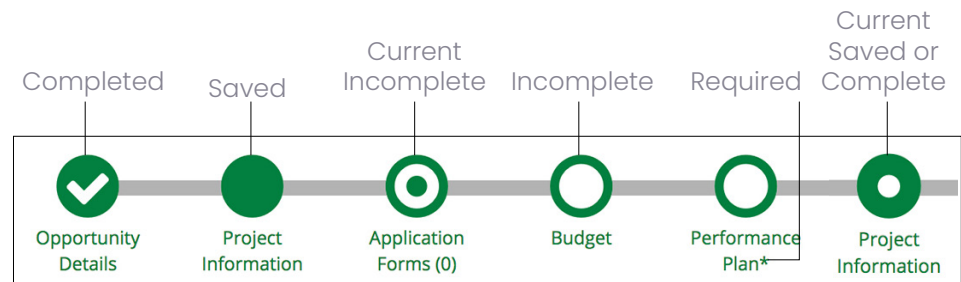 Completed
Saved
Current
Incomplete
Incomplete
Required
Current
Saved or
Complete
Opportunity
Details
Project
Information
Application
Forms (0)
Budget
Performance
Plan*
Project
Information